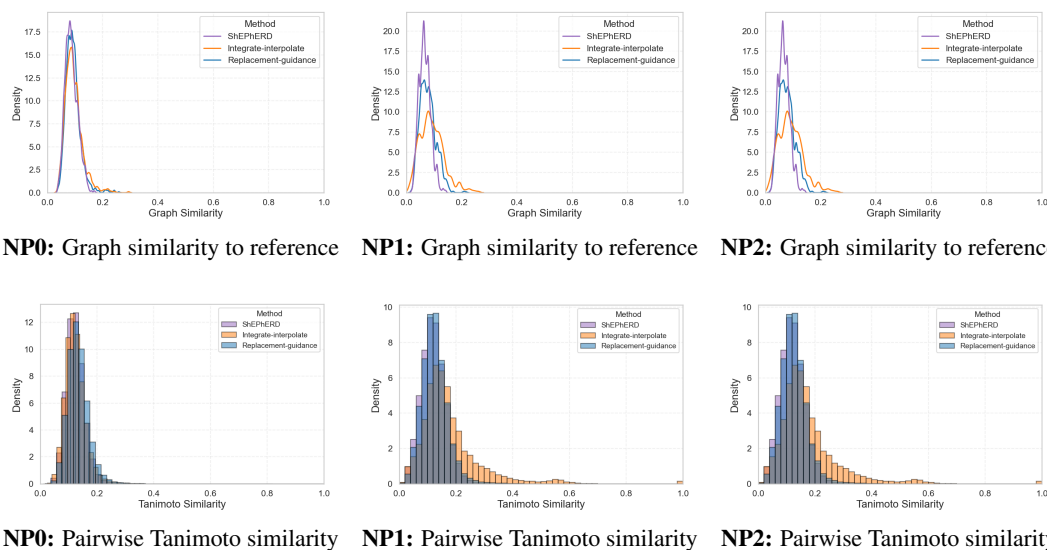 Method
ShEPhERD
Integrate-interpolate
Replacement-guidance
17.5
15.0
12.5
10.0
7.5
5.0
2.5
0.0
Density
0.0 0.2 0.4 0.6 0.8 1.0
Graph Similarity
NP0: Graph similarity to reference
Method
ShEPhERD
Integrate-interpolate
Replacement-guidance
20.0
17.5
15.0
12.5
10.0
7.5
5.0
2.5
0.0
Density
0.0 0.2 0.4 0.6 0.8 1.0
Graph Similarity
NP1: Graph similarity to reference
Method
ShEPhERD
Integrate-interpolate
Replacement-guidance
20.0
17.5
15.0
12.5
10.0
7.5
5.0
2.5
0.0
Density
0.0 0.2 0.4 0.6 0.8 1.0
Graph Similarity
NP2: Graph similarity to reference
Method
ShEPhERD
Integrate-interpolate
Replacement-guidance
12
10
8
6
4
2
0
Density
0.0 0.2 0.4 0.6 0.8 1.0
Tanimoto Similarity
NP0: Pairwise Tanimoto similarity
Method
ShEPhERD
Integrate-interpolate
Replacement-guidance
10
8
6
4
2
0
Density
0.0 0.2 0.4 0.6 0.8 1.0
Tanimoto Similarity
NP1: Pairwise Tanimoto similarity
Method
ShEPhERD
Integrate-interpolate
Replacement-guidance
10
8
6
4
2
0
Density
0.0 0.2 0.4 0.6 0.8 1.0
Tanimoto Similarity
NP2: Pairwise Tanimoto similarity